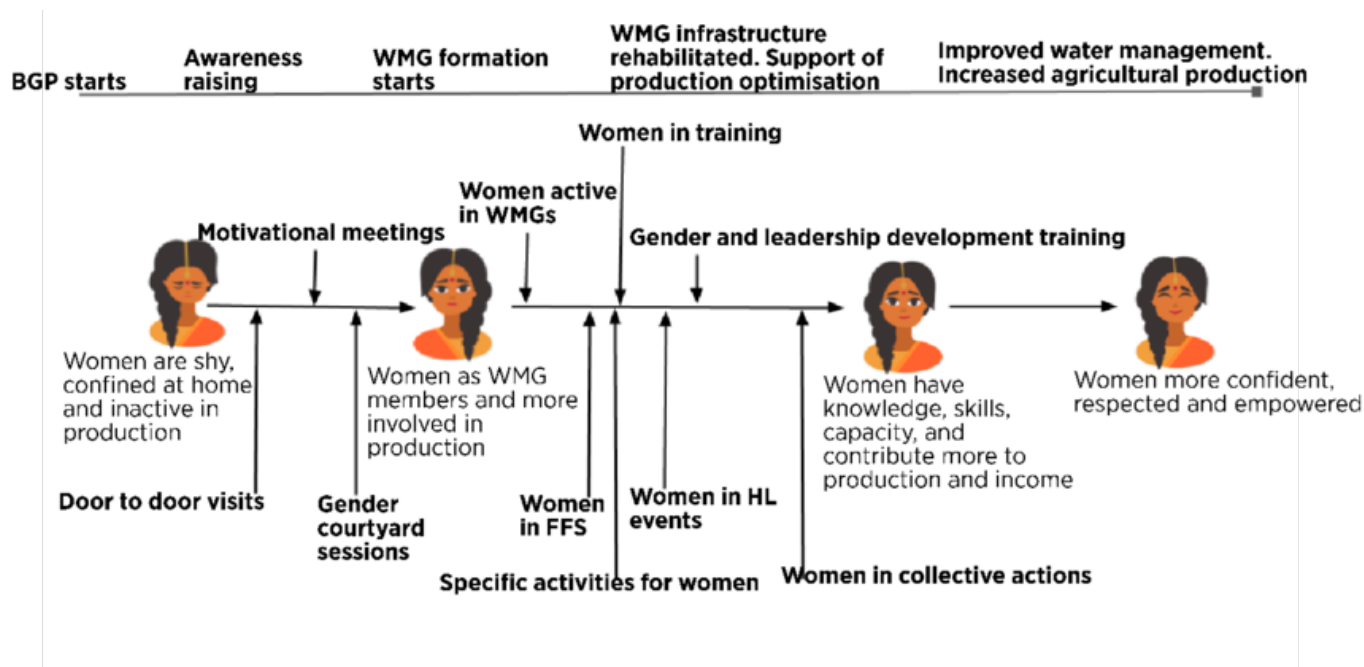 BGP starts
Awareness
raising
WMG formation
starts
WMG infrastructure
rehabilitated. Support of
production optimisation
Improved water management.
Increased agricultural production
Women in training
Women active
in WMGs
Motivational meetings
Gender and leadership development training
Women are shy,
confined at home
and inactive in
production
Women as WMG
members and more
involved in
production
Women have
knowledge, skills,
capacity, and
contribute more to
production and income
Women more confident,
respected and empowered
Door to door visits
Gender
courtyard
sessions
Women
in FFS
Women in HL
events
Specific activities for women
Women in collective actions